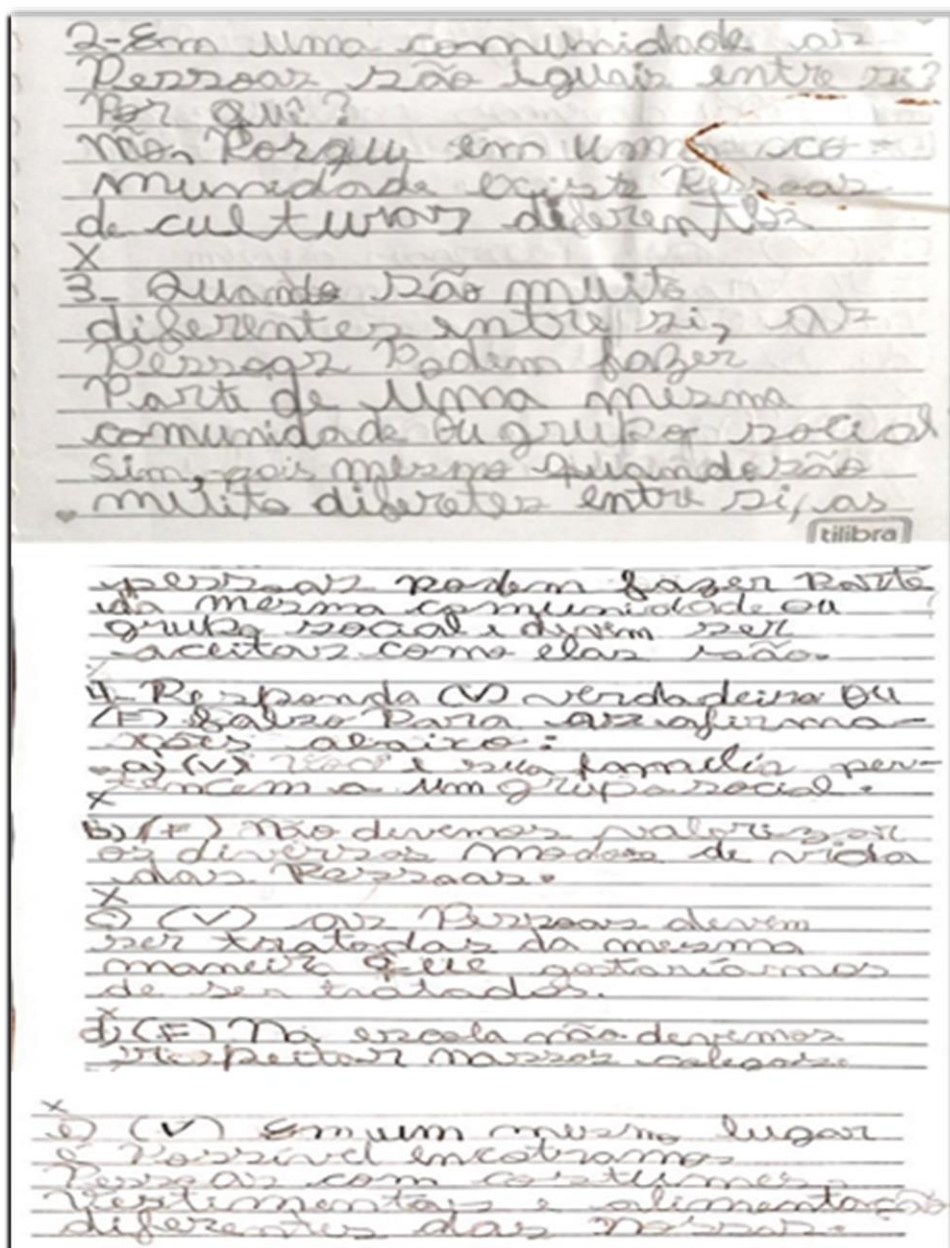 2-Em uma comunidade as
Pessoas são iguais entre si?
Por quê?
não, Porque em uma co-
munidade existe Pessoas
de culturas diferentes
X
3- Quando são muito
diferentes entre si, as
Pessoas Podem fazer
Parte de uma mesma
comunidade ou grupo social
Sim, pois mesmo quando são
muito diferetes entre si, as
tilibra
pessoas podem fazer parte
da mesma comunidade ou
grupo social e devem ser
aceitas como elas são.
4- Responda (V) verdadeiro ou
(F) falso Para as afirma-
ções abaixo:
a) (V) você e sua família per-
tencem a um grupo social.
X
b) (F) Não devemos valorizar
os diversos modos de vida
das Pessoas.
X
c) (V) as Pessoas devem
ser tratadas da mesma
maneira que gostaríamos
de ser tratados.
X
d) (F) Na escola não devemos
respeitar nossos colegas.
X
e) (V) Em um mesmo lugar
é Possível encotramos
Pessoas com costumes,
Vestimentas e alimentação
diferentes das nossas.